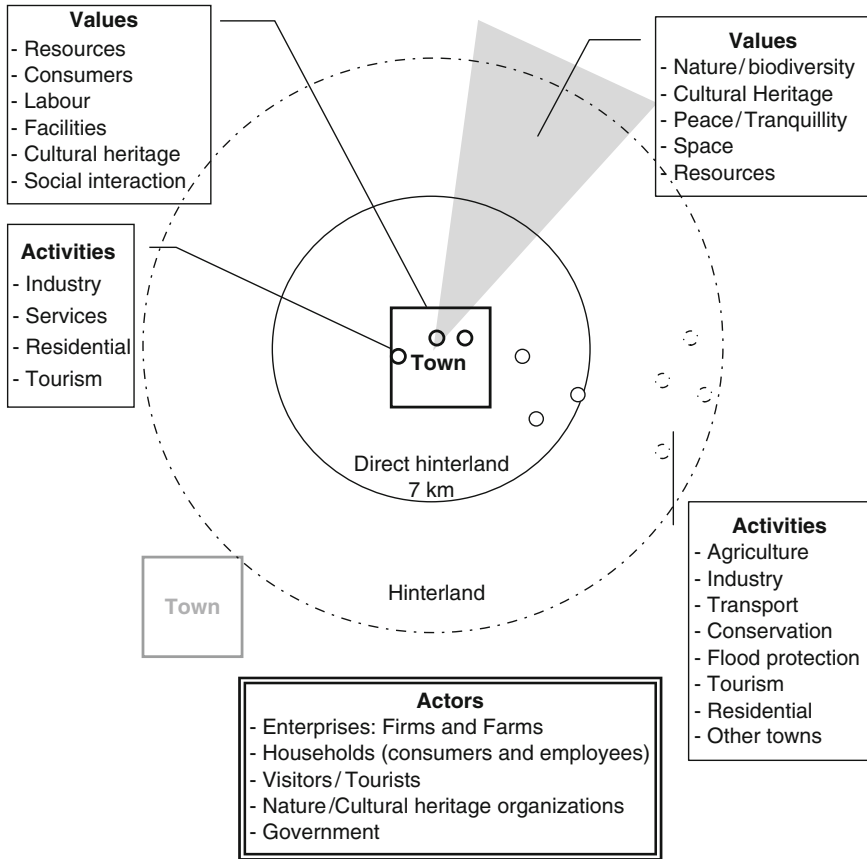 Values
- Resources
- Consumers
- Labour
- Facilities
- Cultural heritage
- Social interaction
Values
- Nature/biodiversity
- Cultural Heritage
- Peace/Tranquillity
- Space
- Resources
Activities
- Industry
- Services
- Residential
- Tourism
Town
Direct hinterland
7 km
Hinterland
Town
Activities
- Agriculture
- Industry
- Transport
- Conservation
- Flood protection
- Tourism
- Residential
- Other towns
Actors
- Enterprises: Firms and Farms
- Households (consumers and employees)
- Visitors/Tourists
- Nature/Cultural heritage organizations
- Government